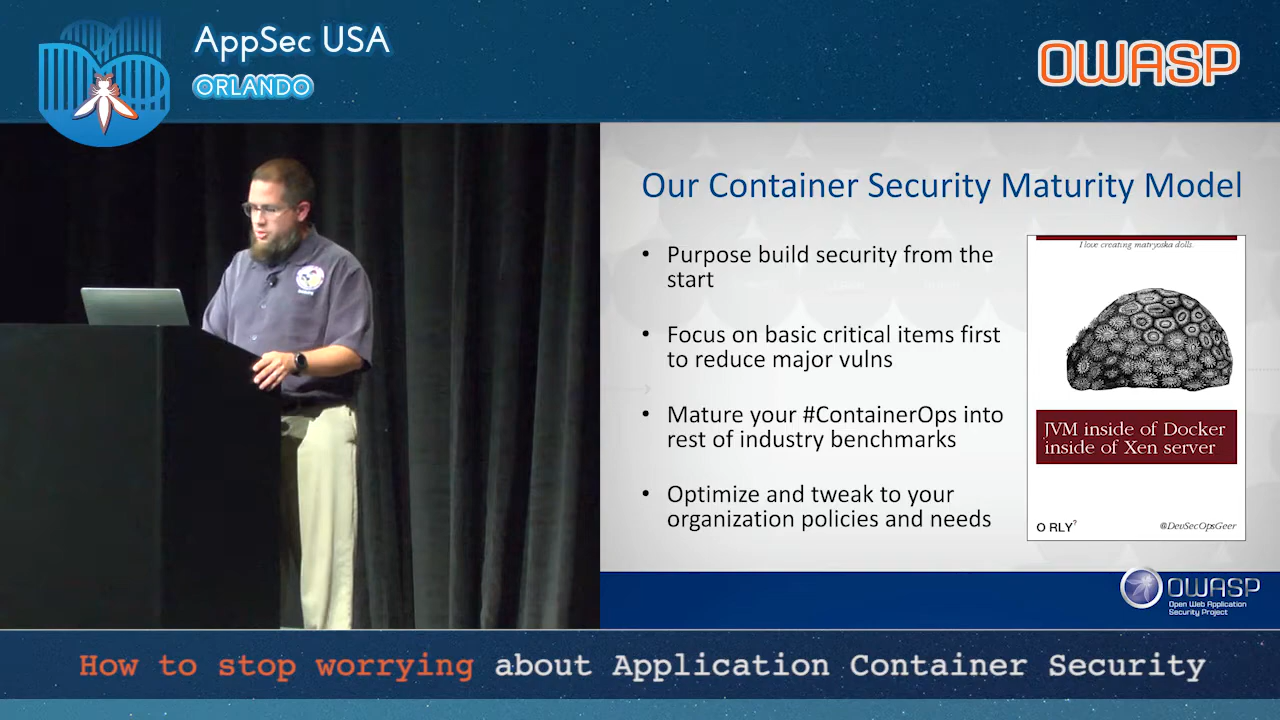 AppSec USA
ORLANDO
OWASP
Our Container Security Maturity Model
• Purpose build security from the
start
• Focus on basic critical items first
to reduce major vulns
• Mature your #ContainerOps into
rest of industry benchmarks
• Optimize and tweak to your
organization policies and needs
I love creating matryoska dolls.
JVM inside of Docker
inside of Xen server
O RLY?
@DevSecOpsGeer
OWASP
Open Web Application
Security Project
How to stop worrying about Application Container Security